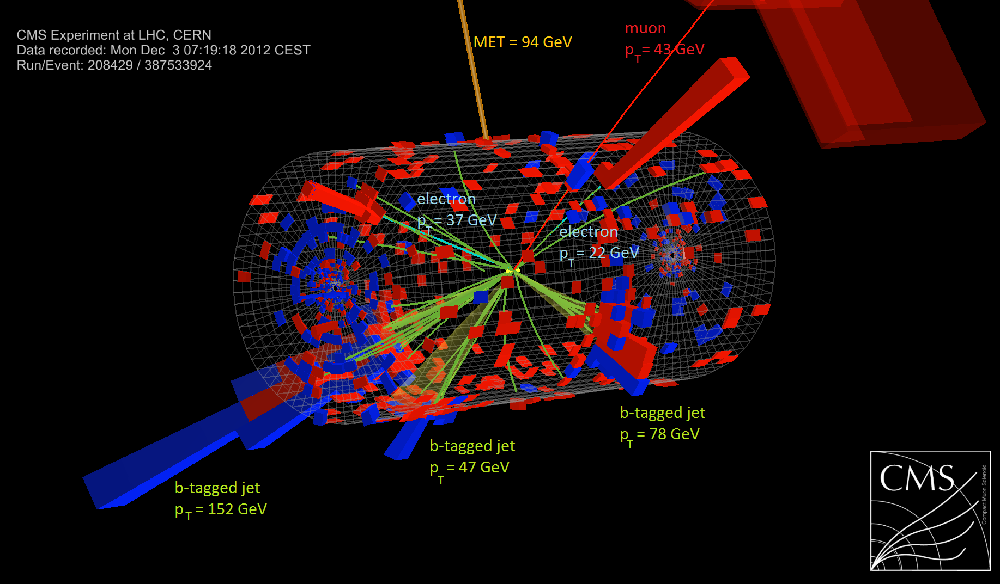 CMS Experiment at LHC, CERN
Data recorded: Mon Dec 3 07:19:18 2012 CEST
Run/Event: 208429 / 387533924
MET = 94 GeV
muon
pT = 43 GeV
electron
pT = 37 GeV
electron
pT = 22 GeV
b-tagged jet
pT = 78 GeV
b-tagged jet
pT = 47 GeV
b-tagged jet
pT = 152 GeV
CMS
Compact Muon Solenoid